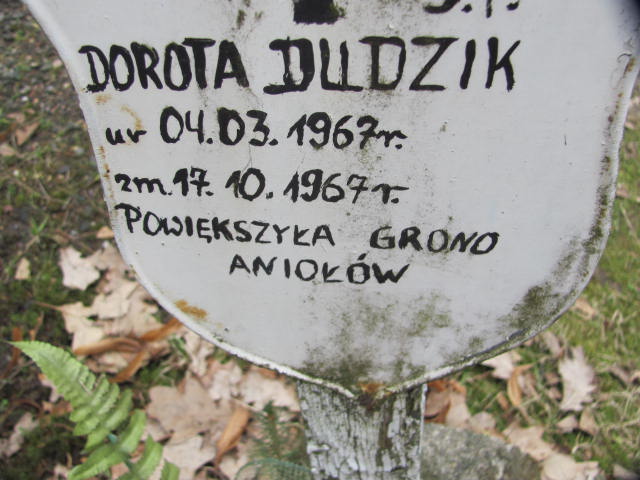 Ś.P.
DOROTA DUDZIK
ur 04.03.1967r.
zm.17.10.1967r.
POWIĘKSZYŁA GRONO
ANIOŁÓW